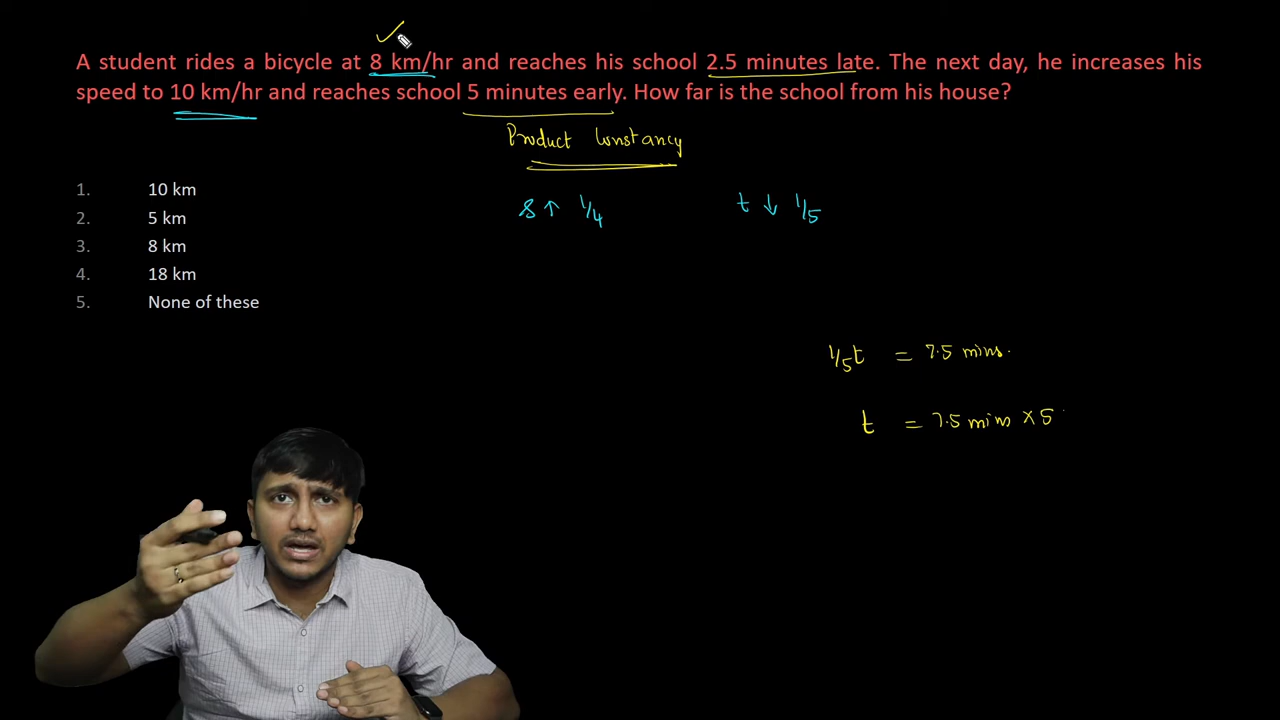 A student rides a bicycle at 8 km/hr and reaches his school 2.5 minutes late. The next day, he increases his
speed to 10 km/hr and reaches school 5 minutes early. How far is the school from his house?
Product Constancy
1. 10 km
2. 5 km
3. 8 km
4. 18 km
5. None of these
s ↑ 1/4 t ↓ 1/5
1/5 t = 7.5 mins.
t = 7.5 mins × 5